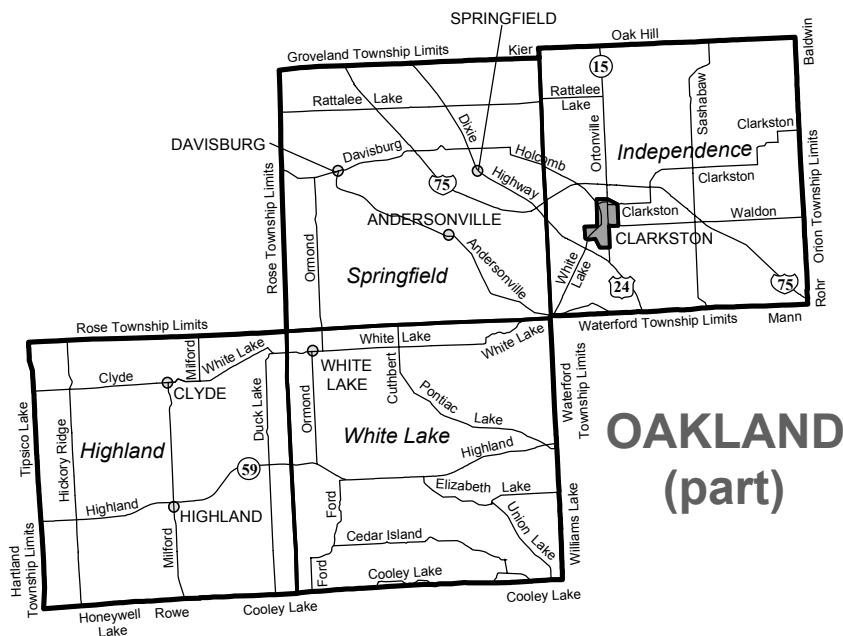 SPRINGFIELD
Groveland Township Limits
Kier
Oak Hill
Baldwin
15
Rattalee Lake
Rattalee
Lake
Dixie
Ortonville
Sashabaw
Clarkston
DAVISBURG
Davisburg
Holcomb
Independence
Highway
75
Clarkston
Rose Township Limits
Ormond
ANDERSONVILLE
Clarkston
Waldon
CLARKSTON
Orion Township Limits
Springfield
Andersonville
White
Lake
24
75
Rohr
Rose Township Limits
Waterford Township Limits
Mann
Milford
White Lake
White Lake
White Lake
Clyde
CLYDE
WHITE
LAKE
Cuthbert
Waterford
Township Limits
Tipsico Lake
Hickory Ridge
Duck Lake
Ormond
Pontiac
Lake
OAKLAND
(part)
Highland
White Lake
Highland
59
Highland
HIGHLAND
Ford
Elizabeth Lake
Union Lake
Williams Lake
Hartland
Township Limits
Milford
Cedar Island
Ford
Cooley Lake
Honeywell
Lake
Rowe
Cooley Lake
Cooley Lake